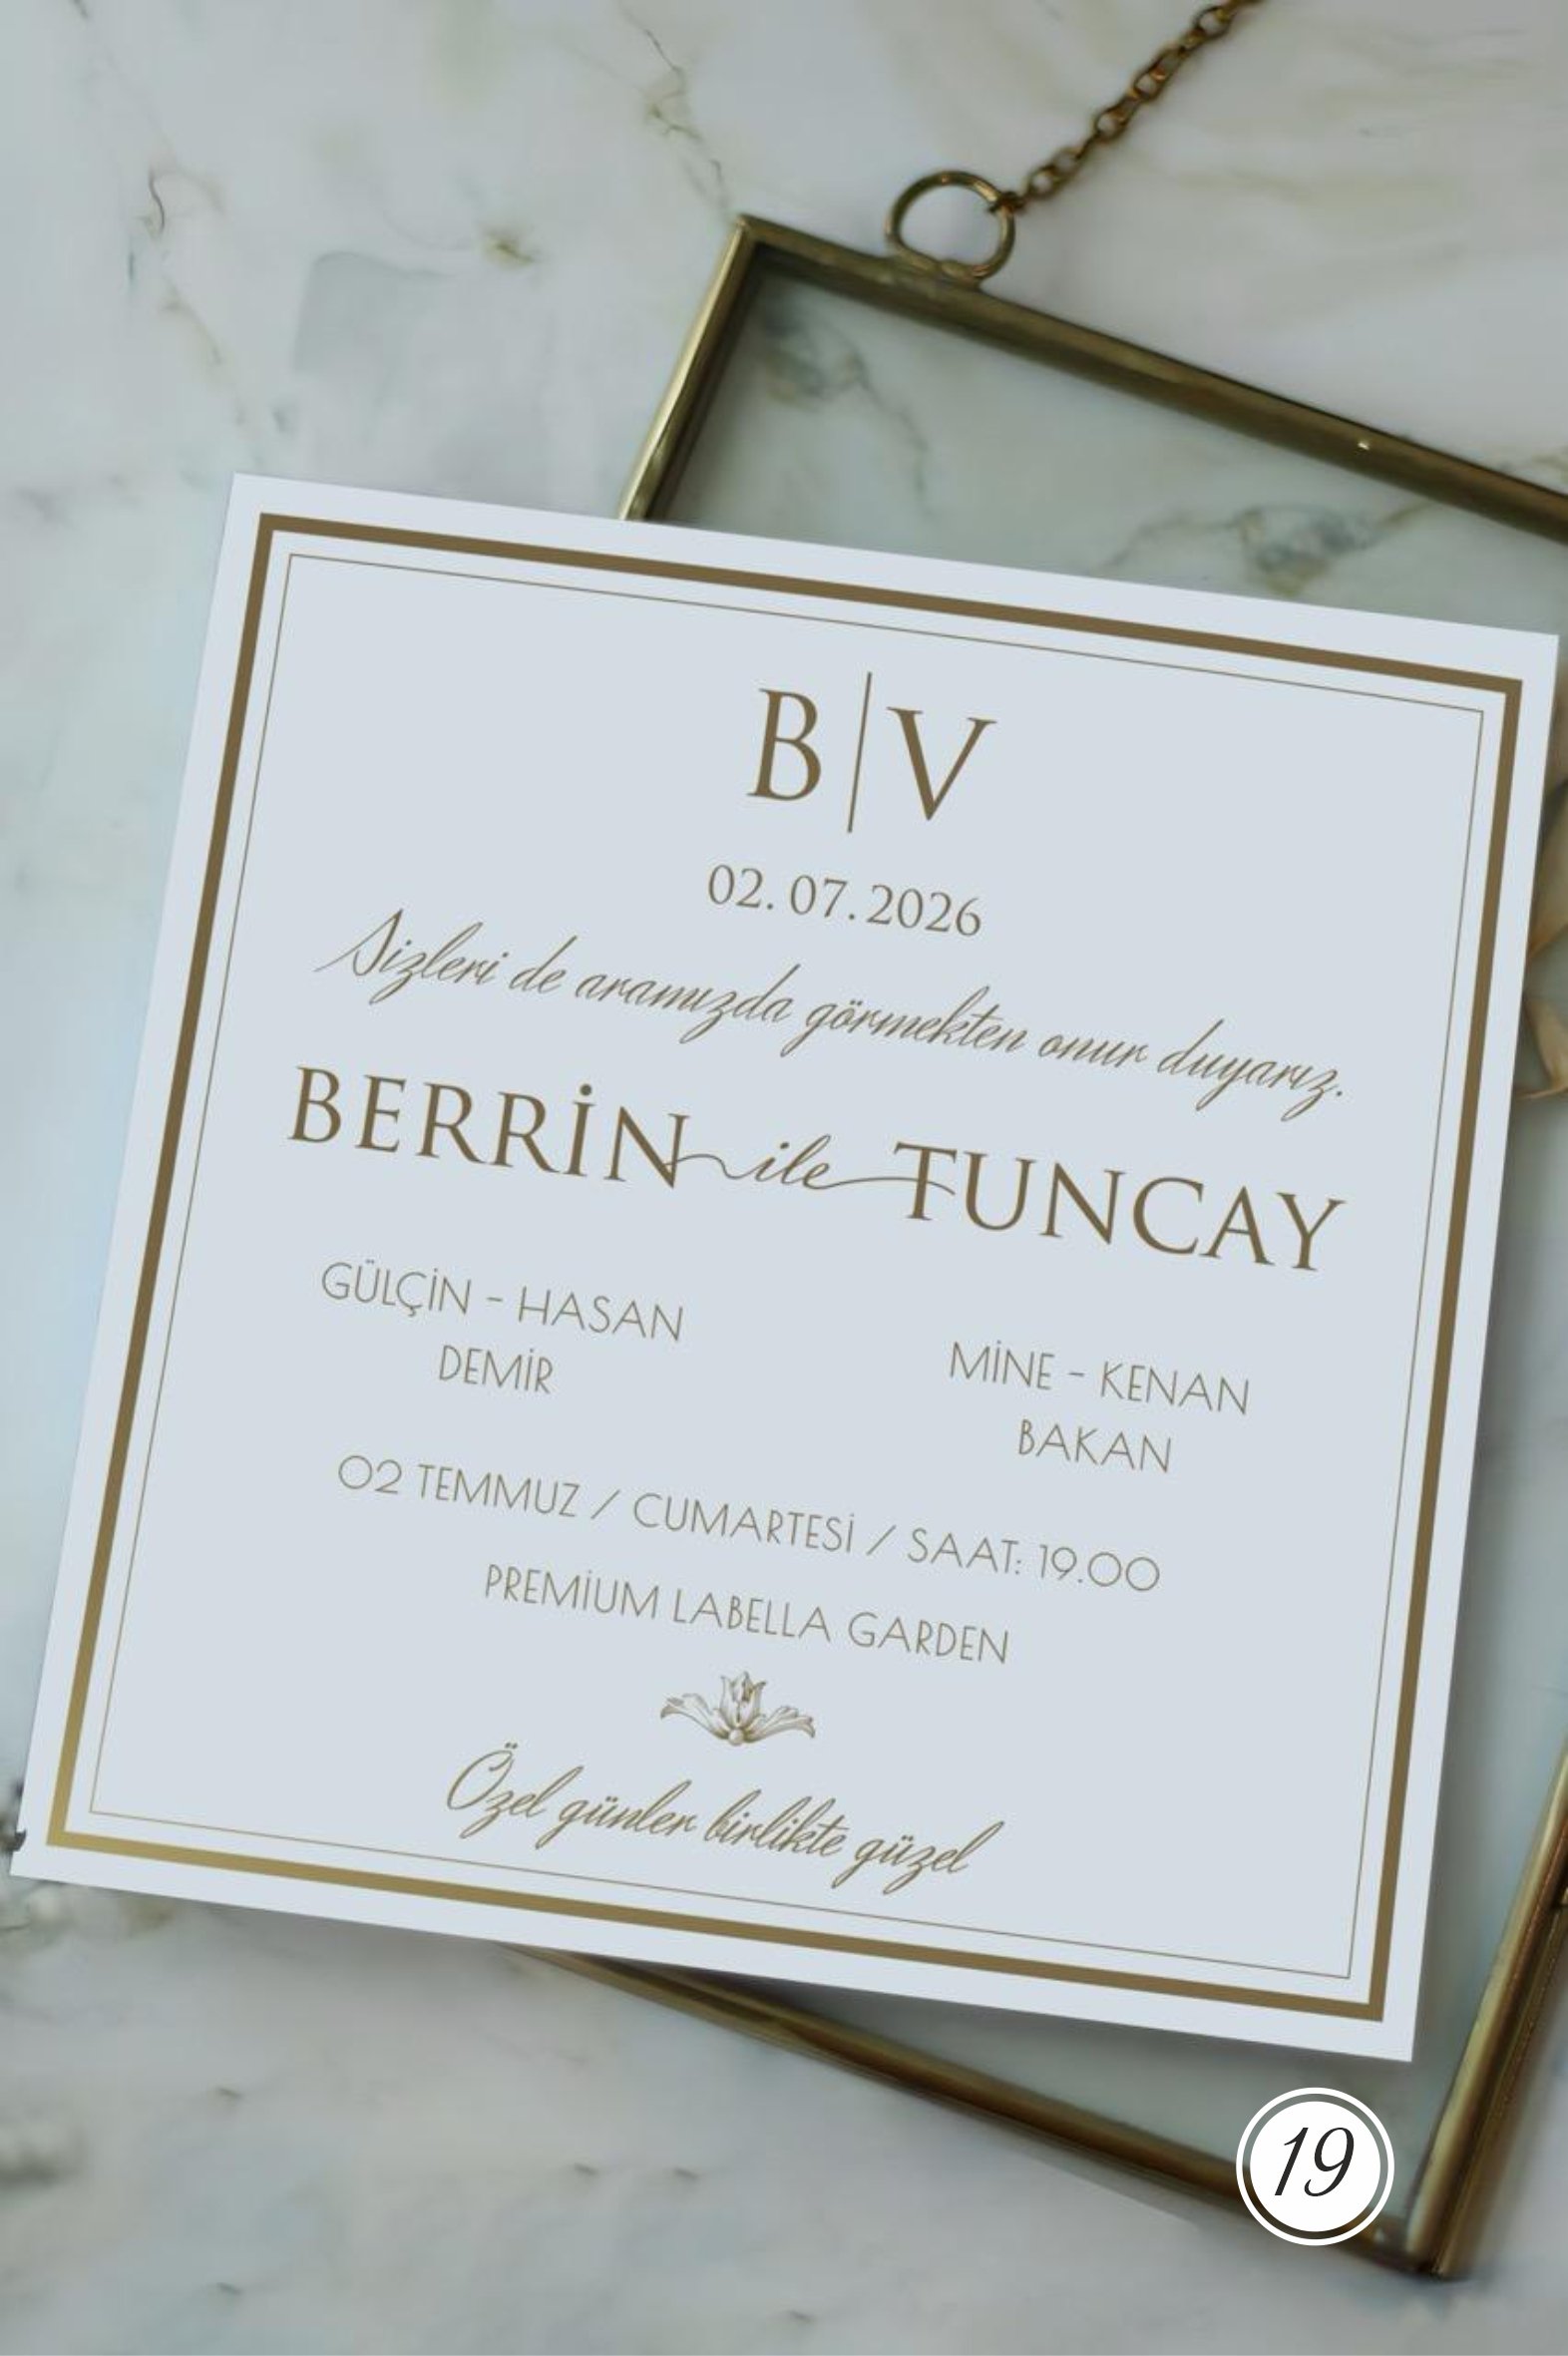 B|V
02.07.2026
Sizleri de aramızda görmekten onur duyarız.
BERRİN ile TUNCAY
GÜLÇİN - HASAN
DEMİR
MİNE - KENAN
BAKAN
02 TEMMUZ / CUMARTESİ / SAAT: 19.00
PREMİUM LABELLA GARDEN
Özel günler birlikte güzel
19